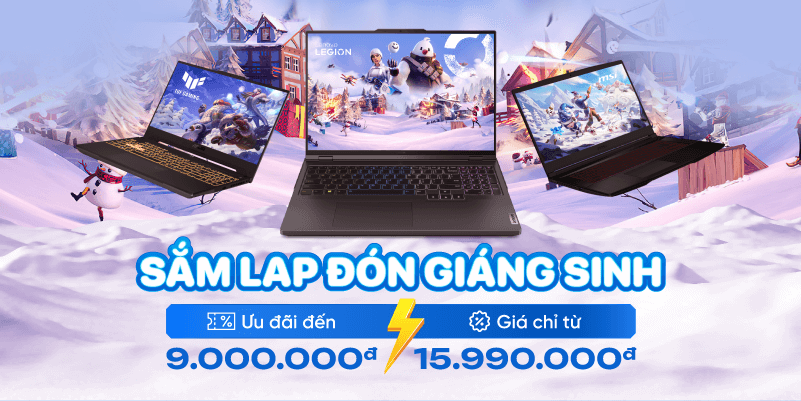 TUF GAMING
LEGION
msi
SẮM LAP ĐÓN GIÁNG SINH
Ưu đãi đến
9.000.000đ
Giá chỉ từ
15.990.000đ